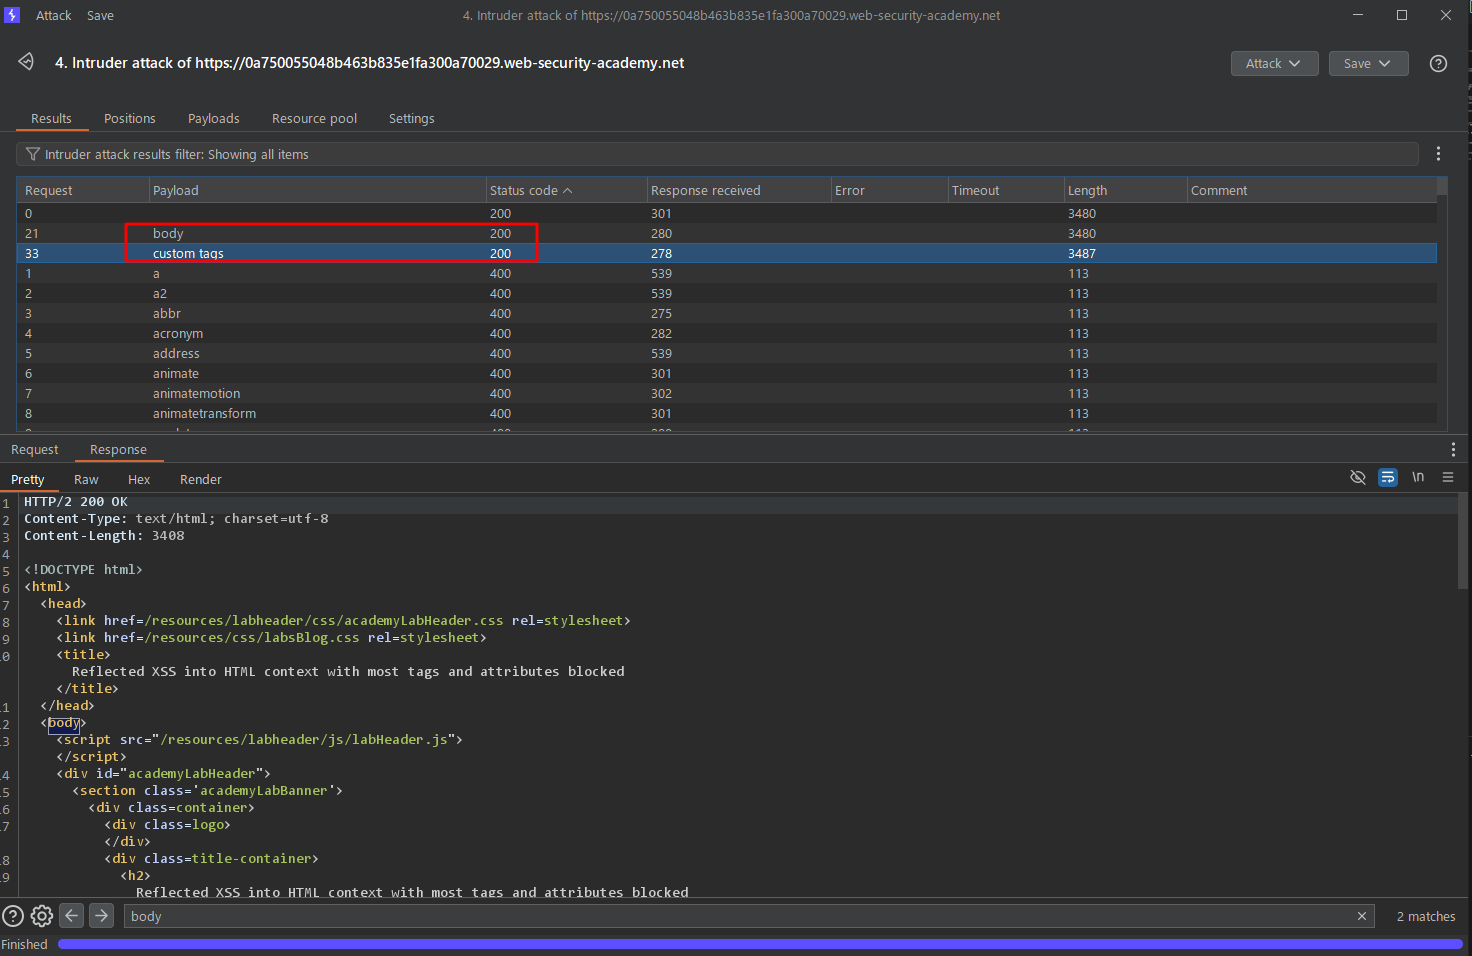 Attack Save 4. Intruder attack of https://0a750055048b463b835e1fa300a70029.web-security-academy.net
4. Intruder attack of https://0a750055048b463b835e1fa300a70029.web-security-academy.net Attack Save
Results Positions Payloads Resource pool Settings
Intruder attack results filter: Showing all items
Request Payload Status code Response received Error Timeout Length Comment
0 200 301 3480
21 body 200 280 3480
33 custom tags 200 278 3487
1 a 400 539 113
2 a2 400 539 113
3 abbr 400 275 113
4 acronym 400 282 113
5 address 400 539 113
6 animate 400 301 113
7 animatemotion 400 302 113
8 animatetransform 400 301 113
Request Response
Pretty Raw Hex Render \n
1 HTTP/2 200 OK
2 Content-Type: text/html; charset=utf-8
3 Content-Length: 3408
4
5 <!DOCTYPE html>
6 <html>
7 <head>
8 <link href=/resources/labheader/css/academyLabHeader.css rel=stylesheet>
9 <link href=/resources/css/labsBlog.css rel=stylesheet>
0 <title>
Reflected XSS into HTML context with most tags and attributes blocked
</title>
1 </head>
2 <body>
3 <script src="/resources/labheader/js/labHeader.js">
</script>
4 <div id="academyLabHeader">
5 <section class='academyLabBanner'>
6 <div class=container>
7 <div class=logo>
</div>
8 <div class=title-container>
9 <h2>
Reflected XSS into HTML context with most tags and attributes blocked
body 2 matches
Finished